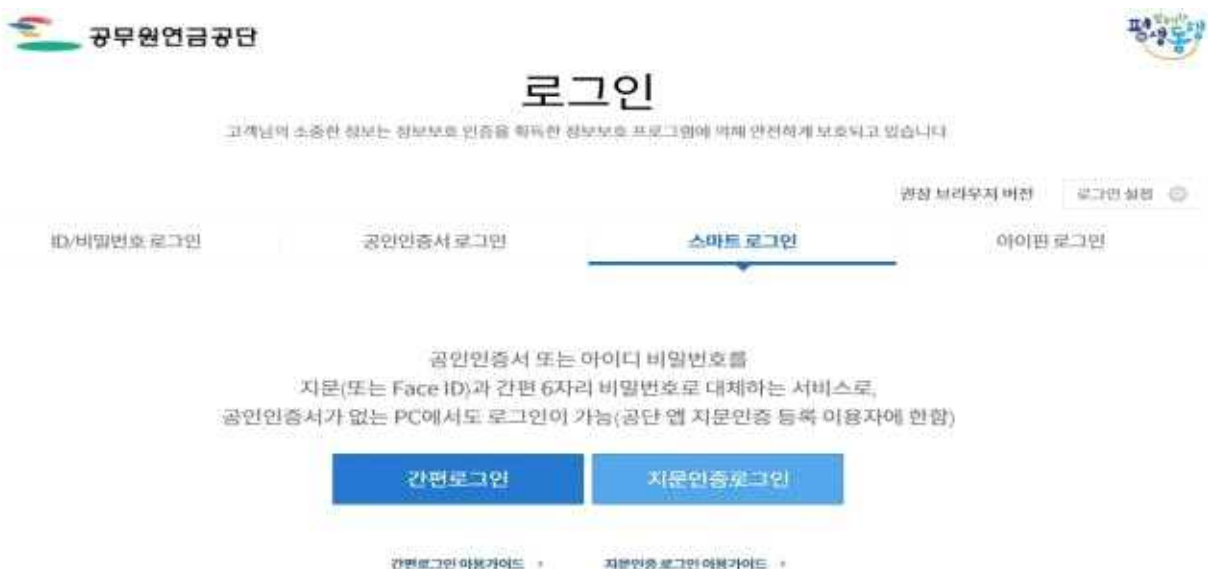 공무원연금공단
평생동행
로그인
고객님의 소중한 정보는 정보보호 인증을 획득한 정보보호 프로그램에 의해 안전하게 보호되고 있습니다
권장 브라우저 버전 로그인 설정
ID/비밀번호 로그인 공인인증서 로그인 스마트 로그인 아이핀 로그인
공인인증서 또는 아이디 비밀번호를
지문(또는 Face ID)과 간편 6자리 비밀번호로 대체하는 서비스로,
공인인증서가 없는 PC에서도 로그인이 가능(공단 앱 지문인증 등록 이용자에 한함)
간편로그인 지문인증로그인
간편로그인 이용가이드 지문인증 로그인 이용가이드